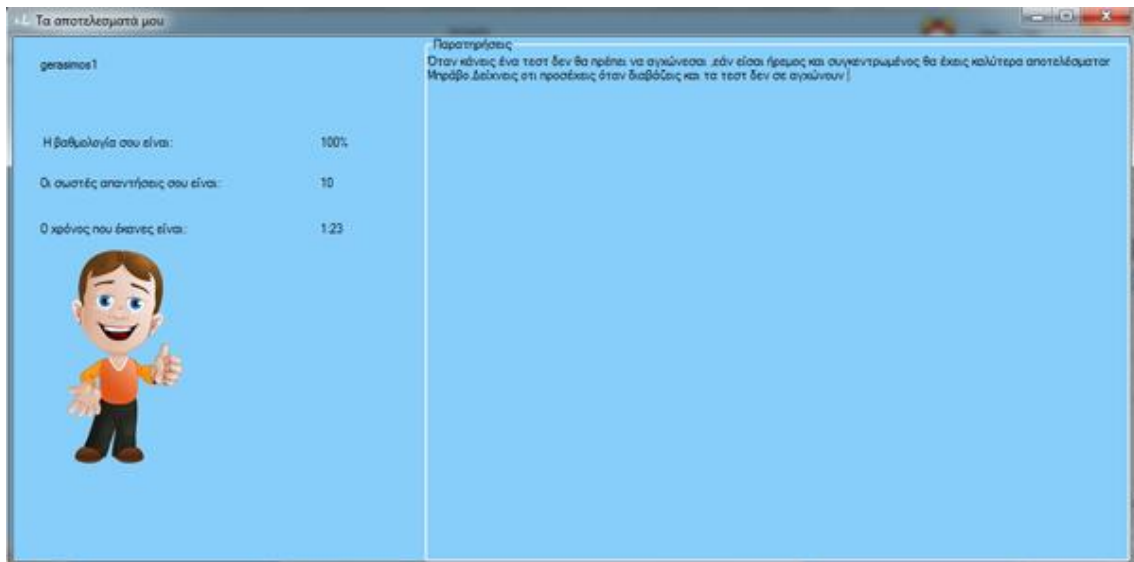 Τα αποτελεσματά μου
gerasimos1
Η βαθμολογία σου είναι: 100%
Οι σωστές απαντήσεις σου είναι: 10
Ο χρόνος που έκανες είναι: 1:23
Παρατηρήσεις
Όταν κάνεις ένα τεστ δεν θα πρέπει να αγχώνεσαι ,εάν είσαι ήρεμος και συγκεντρωμένος θα έχεις καλύτερα αποτελέσματα
Μπράβο.Δείχνεις οτι προσέχεις όταν διαβάζεις και τα τεστ δεν σε αγχώνουν